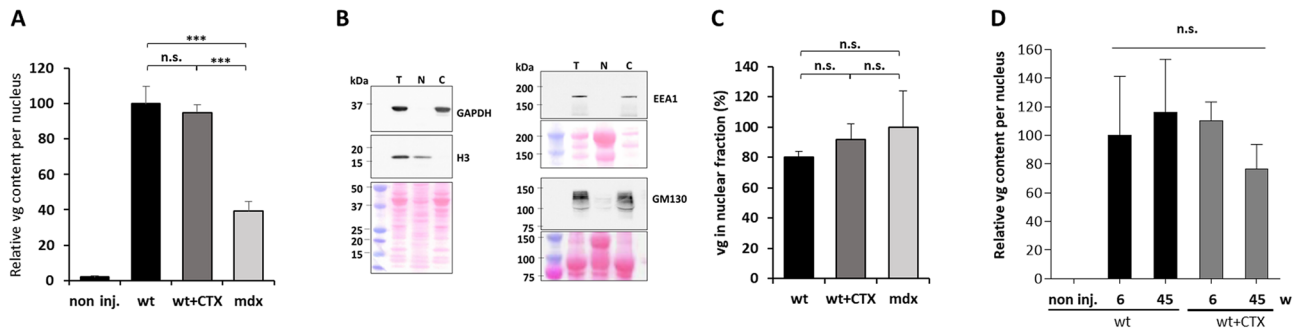 A
Relative vg content per nucleus
120
100
80
60
40
20
0
***
n.s.
***
non inj.
wt
wt+CTX
mdx
B
kDa
T N C
37
GAPDH
20
15
H3
50
37
25
20
15
kDa
T N C
200
150
EEA1
200
150
150
100
75
GM130
150
100
75
C
vg in nuclear fraction (%)
140
120
100
80
60
40
20
0
n.s.
n.s.
n.s.
wt
wt+CTX
mdx
D
Relative vg content per nucleus
160
140
120
100
80
60
40
20
0
n.s.
non inj. 6 45 6 45 w
wt wt+CTX